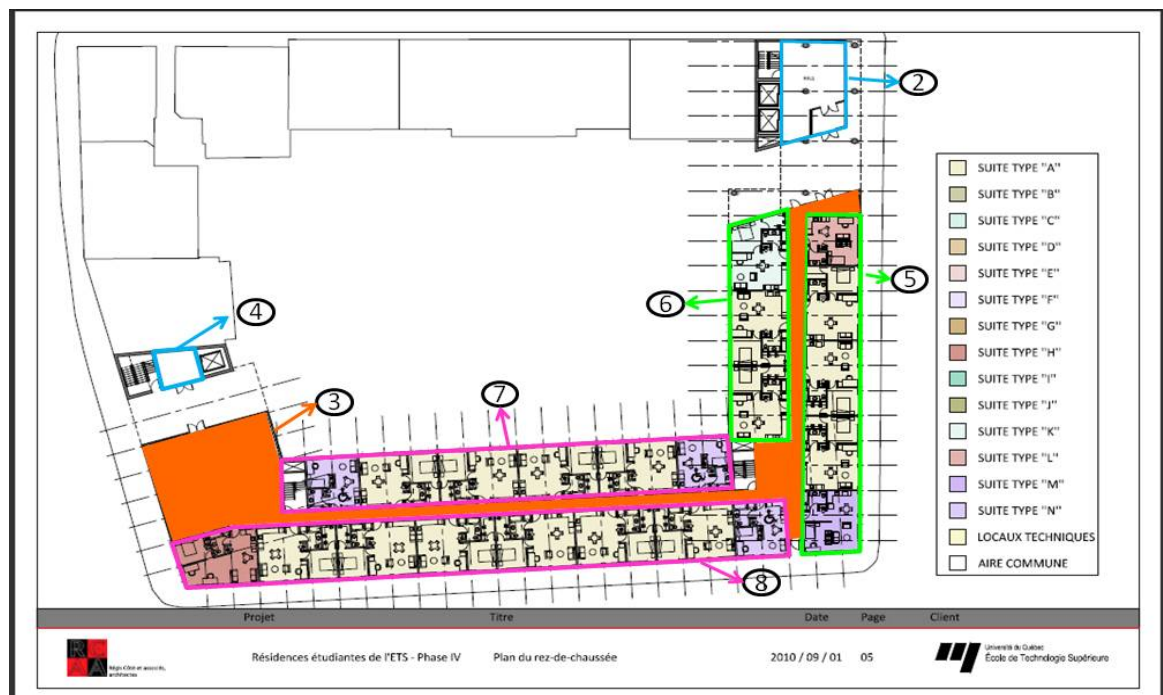 HALL
2
5
6
4
7
3
8
SUITE TYPE "A"
SUITE TYPE "B"
SUITE TYPE "C"
SUITE TYPE "D"
SUITE TYPE "E"
SUITE TYPE "F"
SUITE TYPE "G"
SUITE TYPE "H"
SUITE TYPE "I"
SUITE TYPE "J"
SUITE TYPE "K"
SUITE TYPE "L"
SUITE TYPE "M"
SUITE TYPE "N"
LOCAUX TECHNIQUES
AIRE COMMUNE
Projet Titre Date Page Client
RCAA
Régis Côté et associés,
architectes
Résidences étudiantes de l'ETS - Phase IV Plan du rez-de-chaussée 2010 / 09 / 01 05
Université du Québec
École de Technologie Supérieure